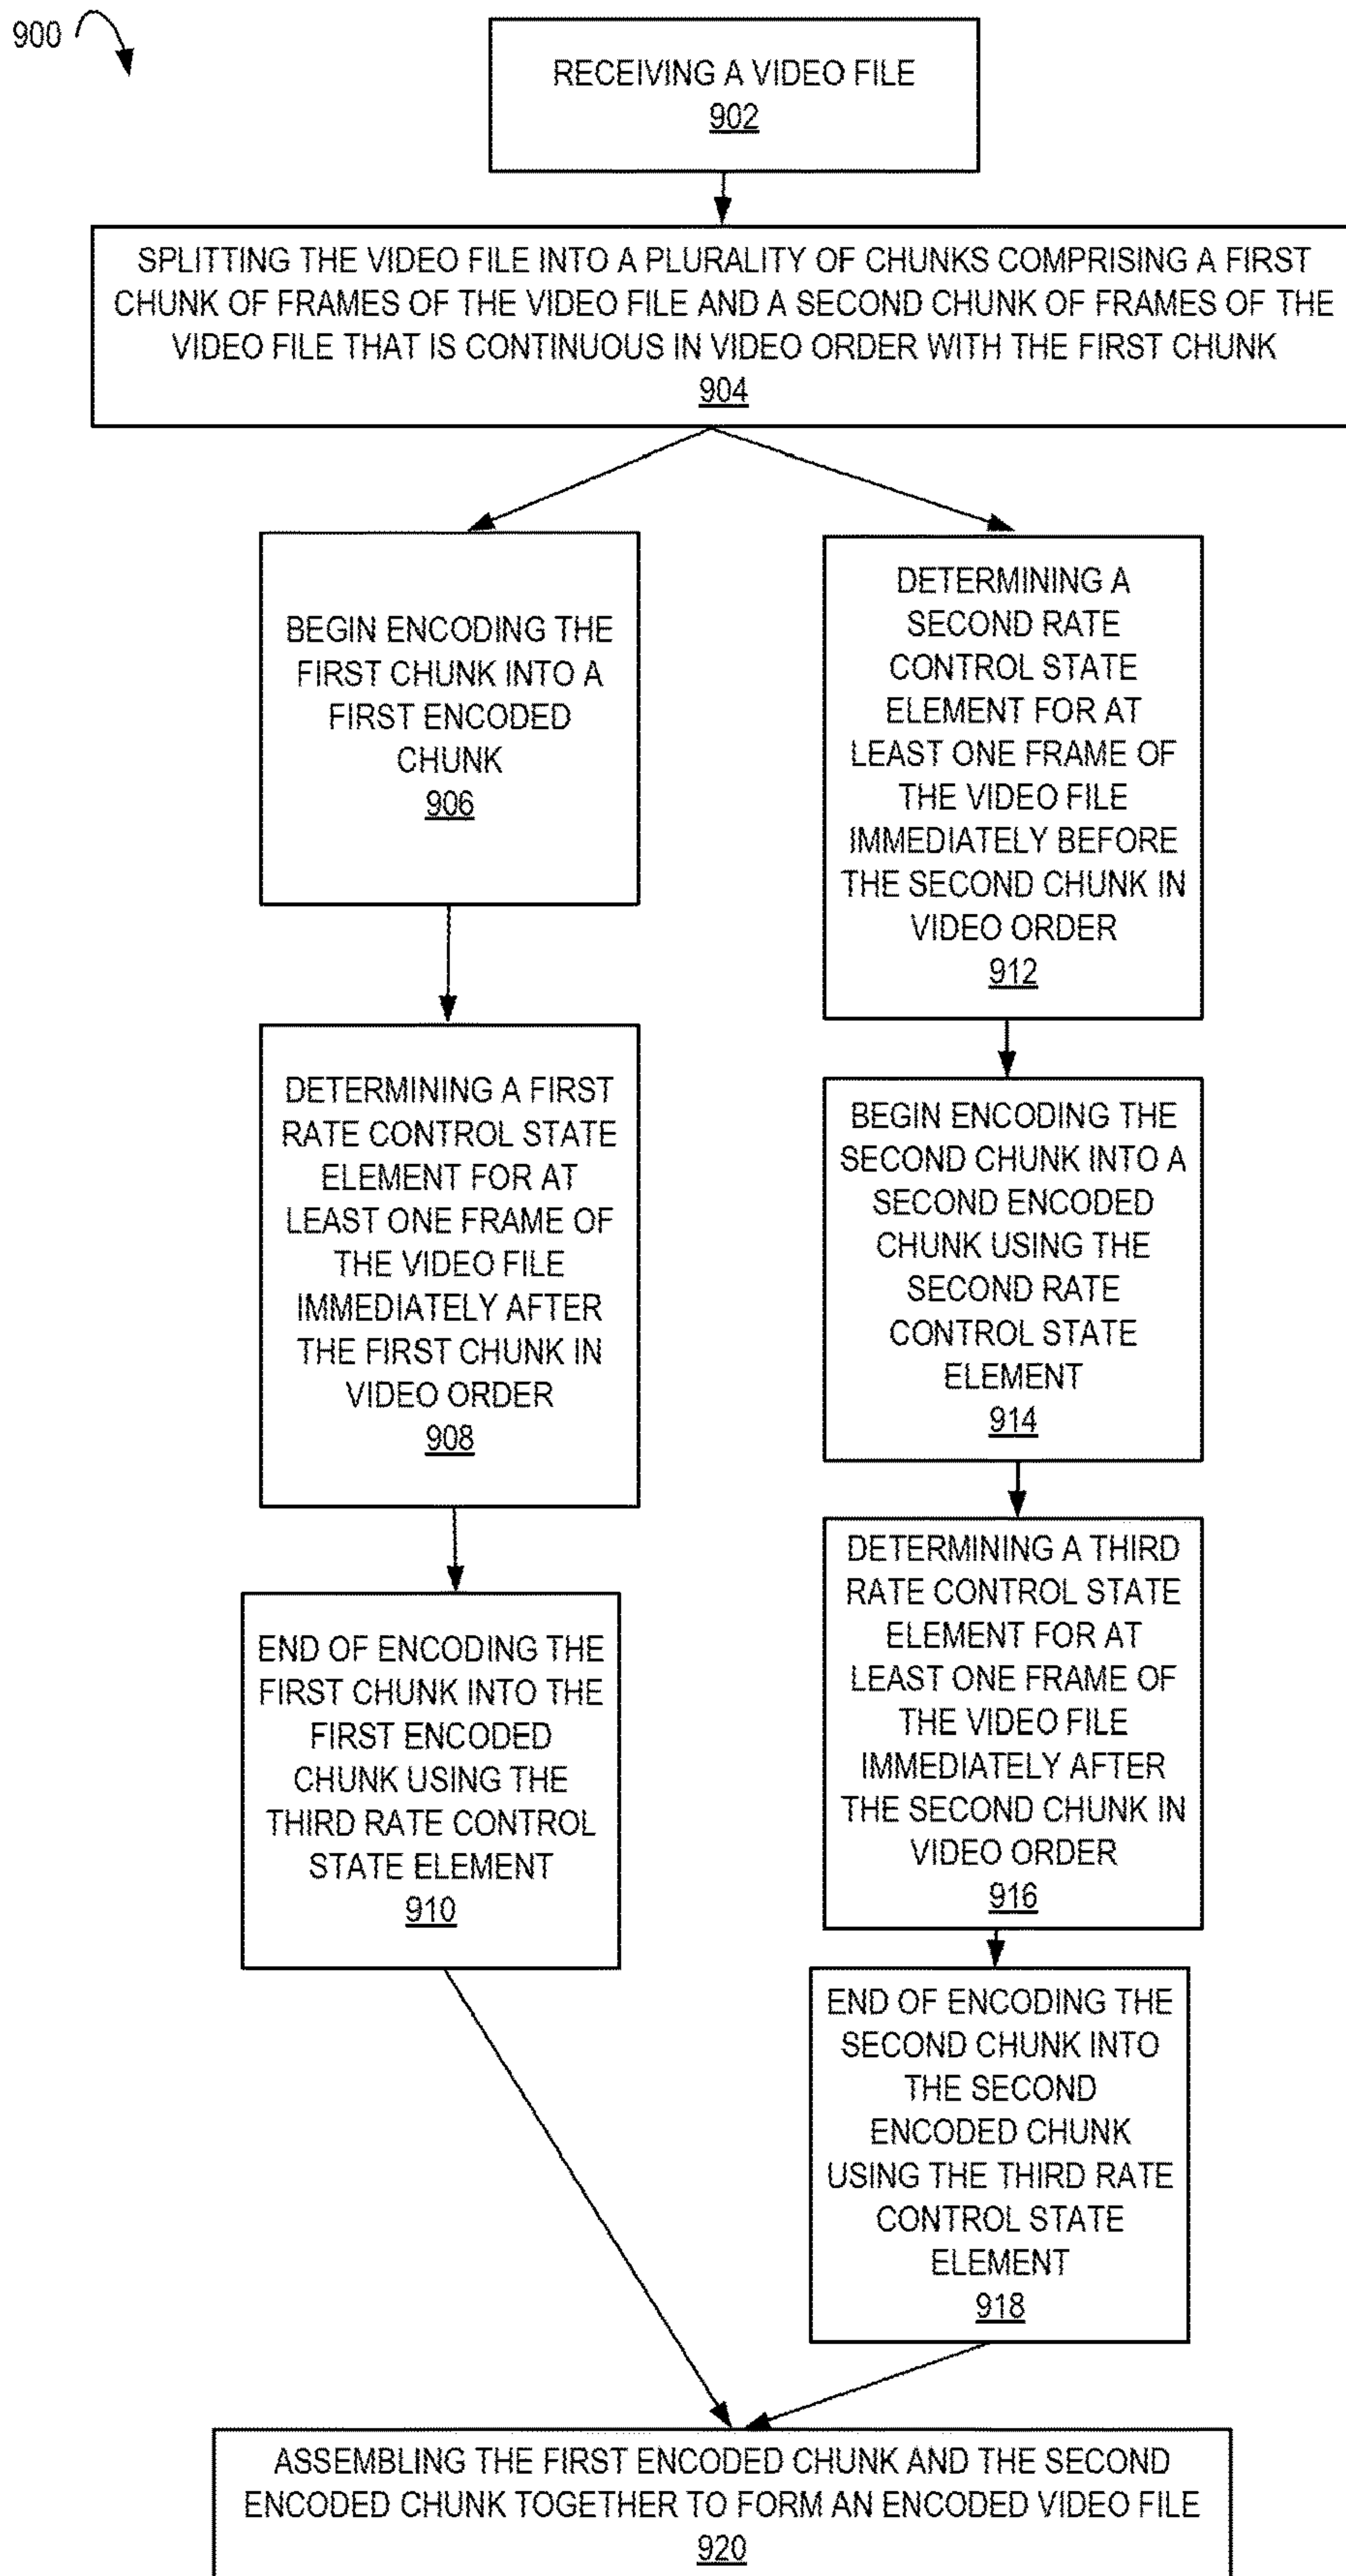 900
RECEIVING A VIDEO FILE
902
SPLITTING THE VIDEO FILE INTO A PLURALITY OF CHUNKS COMPRISING A FIRST
CHUNK OF FRAMES OF THE VIDEO FILE AND A SECOND CHUNK OF FRAMES OF THE
VIDEO FILE THAT IS CONTINUOUS IN VIDEO ORDER WITH THE FIRST CHUNK
904
BEGIN ENCODING THE
FIRST CHUNK INTO A
FIRST ENCODED
CHUNK
906
DETERMINING A FIRST
RATE CONTROL STATE
ELEMENT FOR AT
LEAST ONE FRAME OF
THE VIDEO FILE
IMMEDIATELY AFTER
THE FIRST CHUNK IN
VIDEO ORDER
908
END OF ENCODING THE
FIRST CHUNK INTO THE
FIRST ENCODED
CHUNK USING THE
THIRD RATE CONTROL
STATE ELEMENT
910
DETERMINING A
SECOND RATE
CONTROL STATE
ELEMENT FOR AT
LEAST ONE FRAME OF
THE VIDEO FILE
IMMEDIATELY BEFORE
THE SECOND CHUNK IN
VIDEO ORDER
912
BEGIN ENCODING THE
SECOND CHUNK INTO A
SECOND ENCODED
CHUNK USING THE
SECOND RATE
CONTROL STATE
ELEMENT
914
DETERMINING A THIRD
RATE CONTROL STATE
ELEMENT FOR AT
LEAST ONE FRAME OF
THE VIDEO FILE
IMMEDIATELY AFTER
THE SECOND CHUNK IN
VIDEO ORDER
916
END OF ENCODING THE
SECOND CHUNK INTO
THE SECOND
ENCODED CHUNK
USING THE THIRD RATE
CONTROL STATE
ELEMENT
918
ASSEMBLING THE FIRST ENCODED CHUNK AND THE SECOND
ENCODED CHUNK TOGETHER TO FORM AN ENCODED VIDEO FILE
920